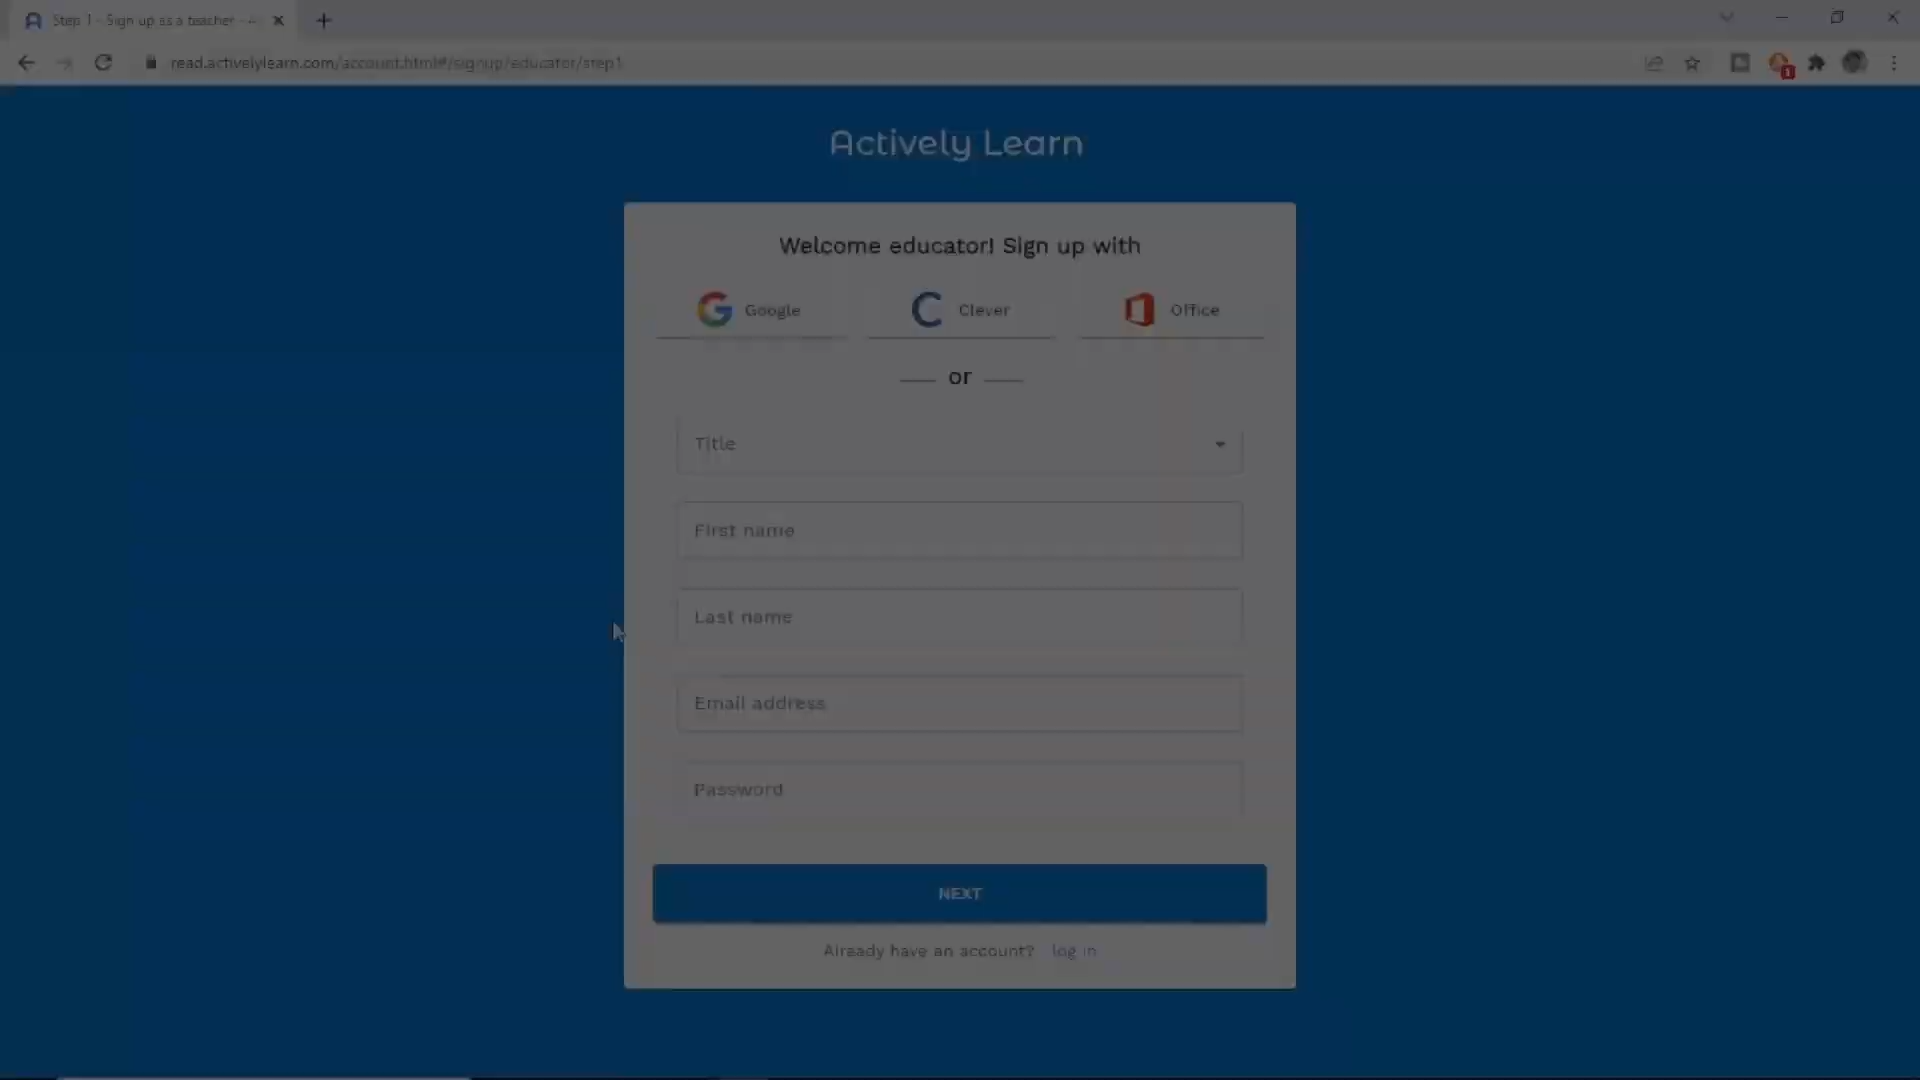 Step 1 - Sign up as a teacher - A
read.activelylearn.com/account.html#/signup/educator/step1
1
Actively Learn
Welcome educator! Sign up with
Google
Clever
Office
or
Title
First name
Last name
Email address
Password
NEXT
Already have an account? log in